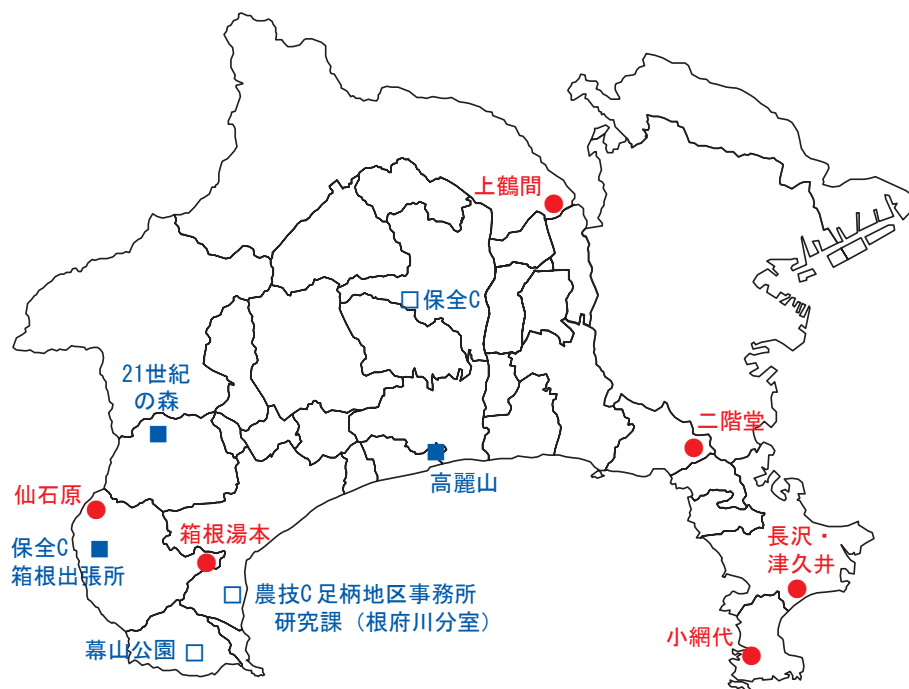 上鶴間
保全C
21世紀
の森
二階堂
高麗山
仙石原
箱根湯本
保全C
箱根出張所
長沢・
津久井
農技C 足柄地区事務所
研究課（根府川分室）
小網代
幕山公園